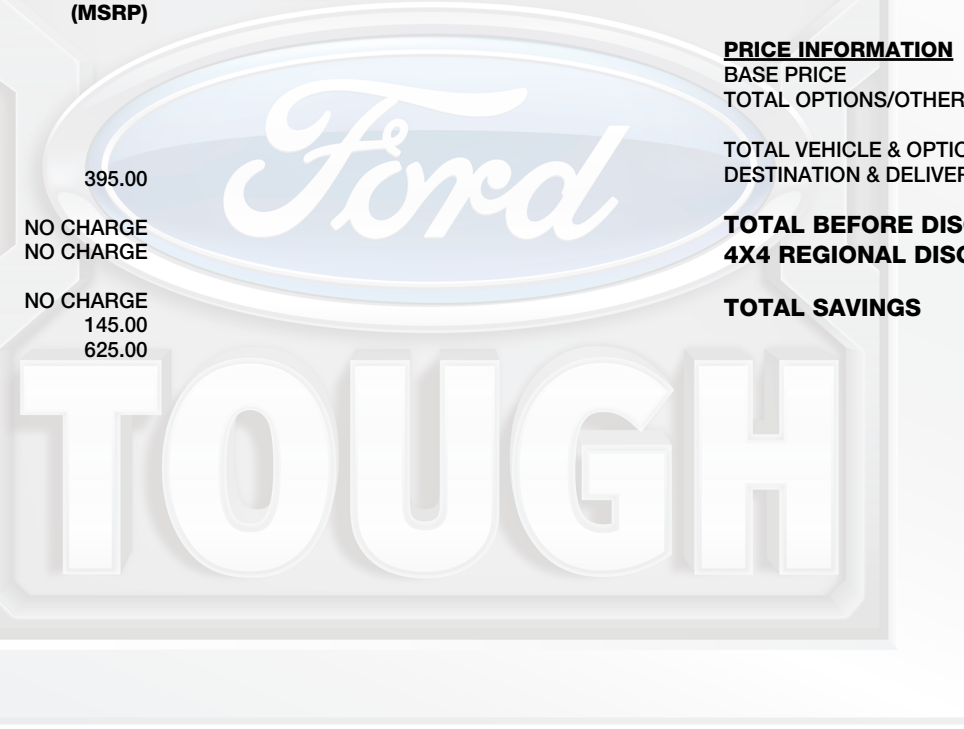 (MSRP)
395.00
NO CHARGE
NO CHARGE
NO CHARGE
145.00
625.00
PRICE INFORMATION
BASE PRICE
TOTAL OPTIONS/OTHER
TOTAL VEHICLE & OPTIO
DESTINATION & DELIVER
TOTAL BEFORE DISC
4X4 REGIONAL DISC
TOTAL SAVINGS
Ford
TOUGH